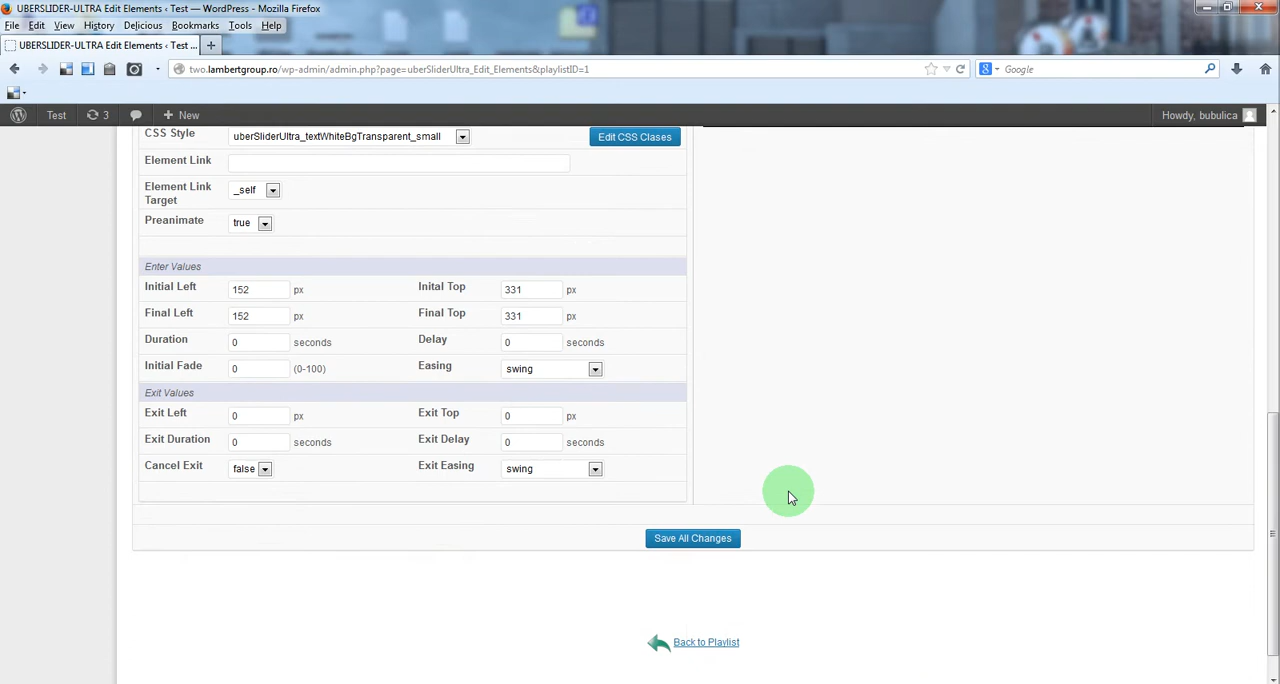 UBERSLIDER-ULTRA Edit Elements ‹ Test — WordPress - Mozilla Firefox
File Edit View History Delicious Bookmarks Tools Help
UBERSLIDER-ULTRA Edit Elements ‹ Test ... +
two.lambertgroup.ro/wp-admin/admin.php?page=uberSliderUltra_Edit_Elements&playlistID=1 Google
Test 3 + New Howdy, bubulica
CSS Style uberSliderUltra_textWhiteBgTransparent_small Edit CSS Clases
Element Link
Element Link Target _self
Preanimate true
Enter Values
Initial Left 152 px Inital Top 331 px
Final Left 152 px Final Top 331 px
Duration 0 seconds Delay 0 seconds
Initial Fade 0 (0-100) Easing swing
Exit Values
Exit Left 0 px Exit Top 0 px
Exit Duration 0 seconds Exit Delay 0 seconds
Cancel Exit false Exit Easing swing
Save All Changes
Back to Playlist